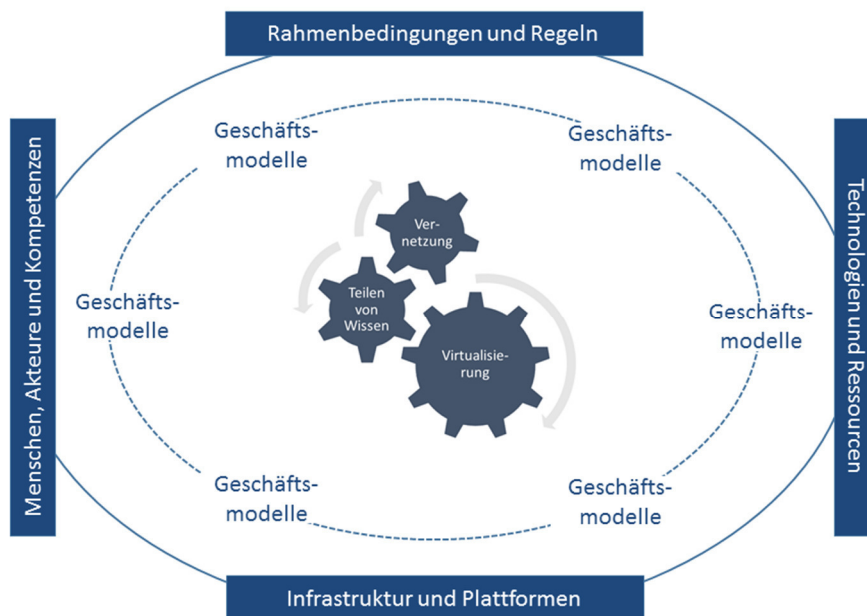 Rahmenbedingungen und Regeln
Geschäfts-
modelle
Geschäfts-
modelle
Menschen, Akteure und Kompetenzen
Technologien und Ressourcen
Ver-
netzung
Teilen
von
Wissen
Geschäfts-
modelle
Geschäfts-
modelle
Virtualisie-
rung
Geschäfts-
modelle
Geschäfts-
modelle
Infrastruktur und Plattformen